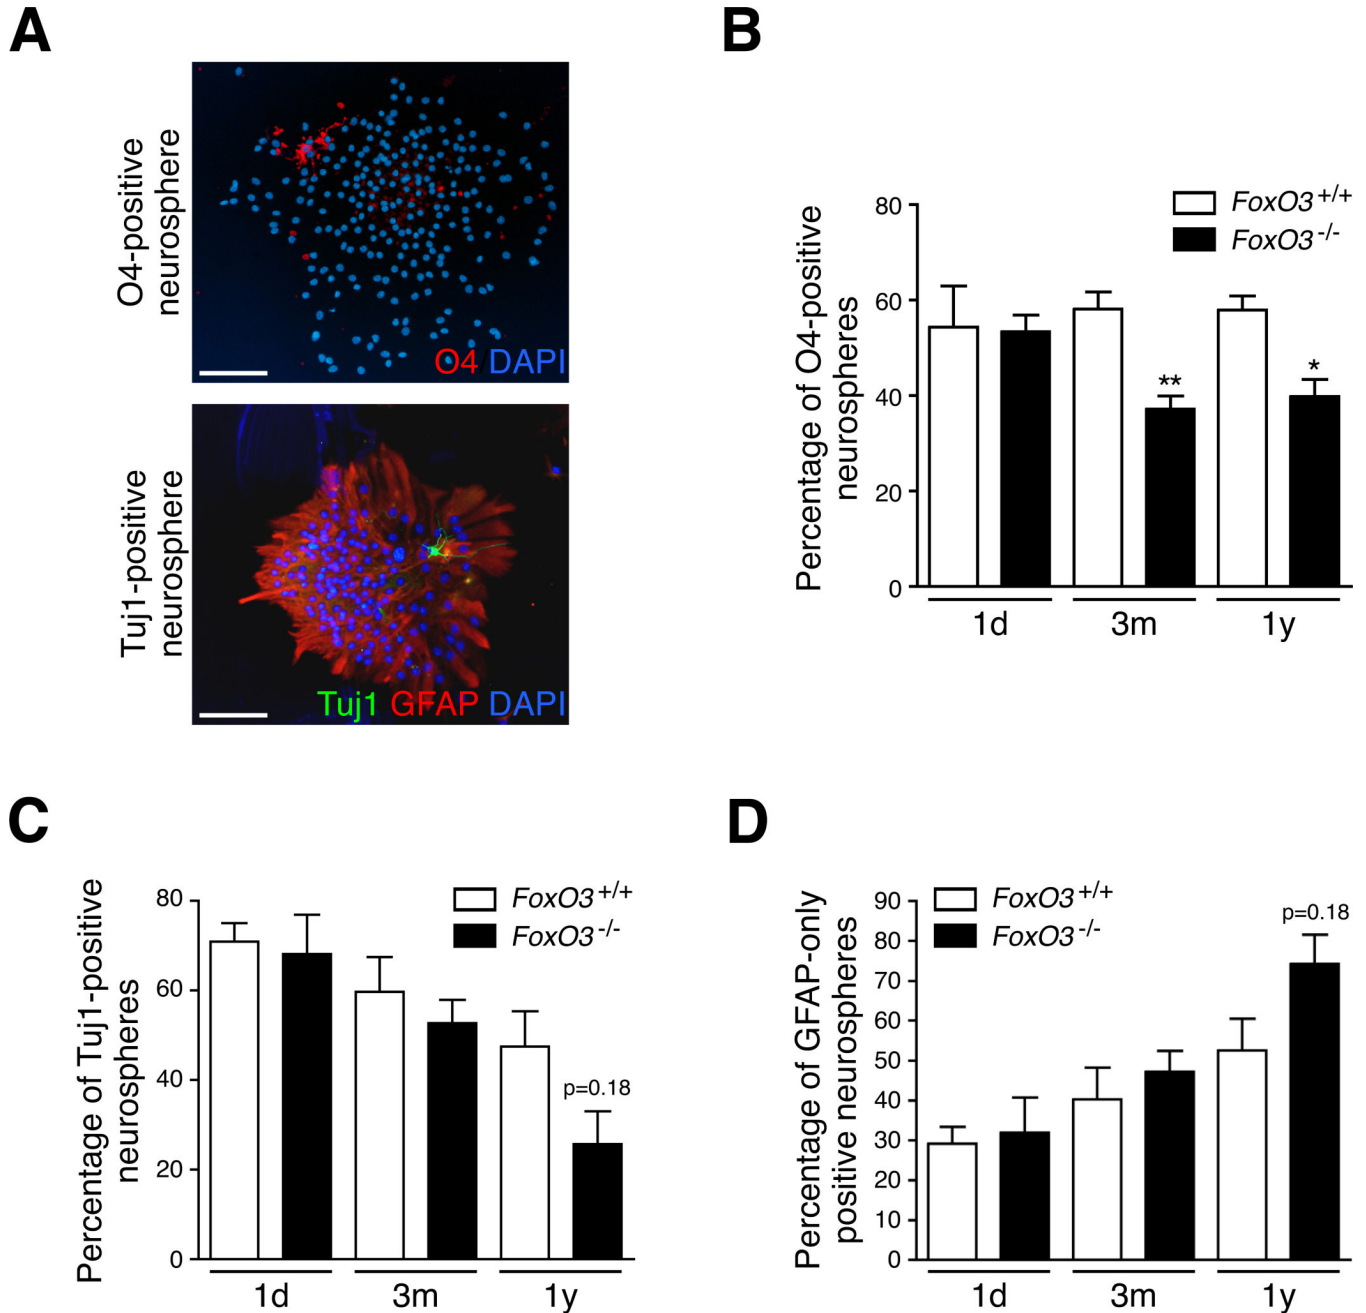 A
O4-positive
neurosphere
O4/DAPI
Tuj1-positive
neurosphere
Tuj1 GFAP DAPI
B
Percentage of O4-positive
neurospheres
80
60
40
20
0
FoxO3+/+
FoxO3-/-
**
*
1d 3m 1y
C
Percentage of Tuj1-positive
neurospheres
80
60
40
20
0
FoxO3+/+
FoxO3-/-
p=0.18
1d 3m 1y
D
Percentage of GFAP-only
positive neurospheres
90
80
70
60
50
40
30
20
10
0
FoxO3+/+
FoxO3-/-
p=0.18
1d 3m 1y